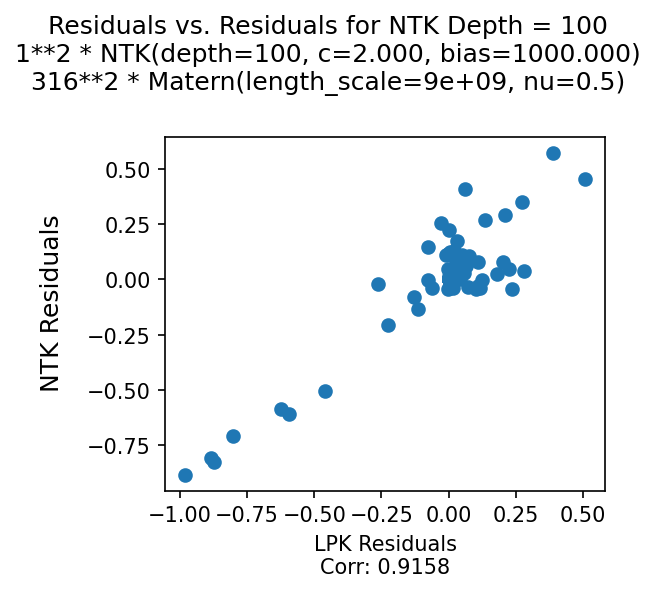 Residuals vs. Residuals for NTK Depth = 100
1**2 * NTK(depth=100, c=2.000, bias=1000.000)
316**2 * Matern(length_scale=9e+09, nu=0.5)
NTK Residuals
0.50
0.25
0.00
−0.25
−0.50
−0.75
−1.00 −0.75 −0.50 −0.25 0.00 0.25 0.50
LPK Residuals
Corr: 0.9158